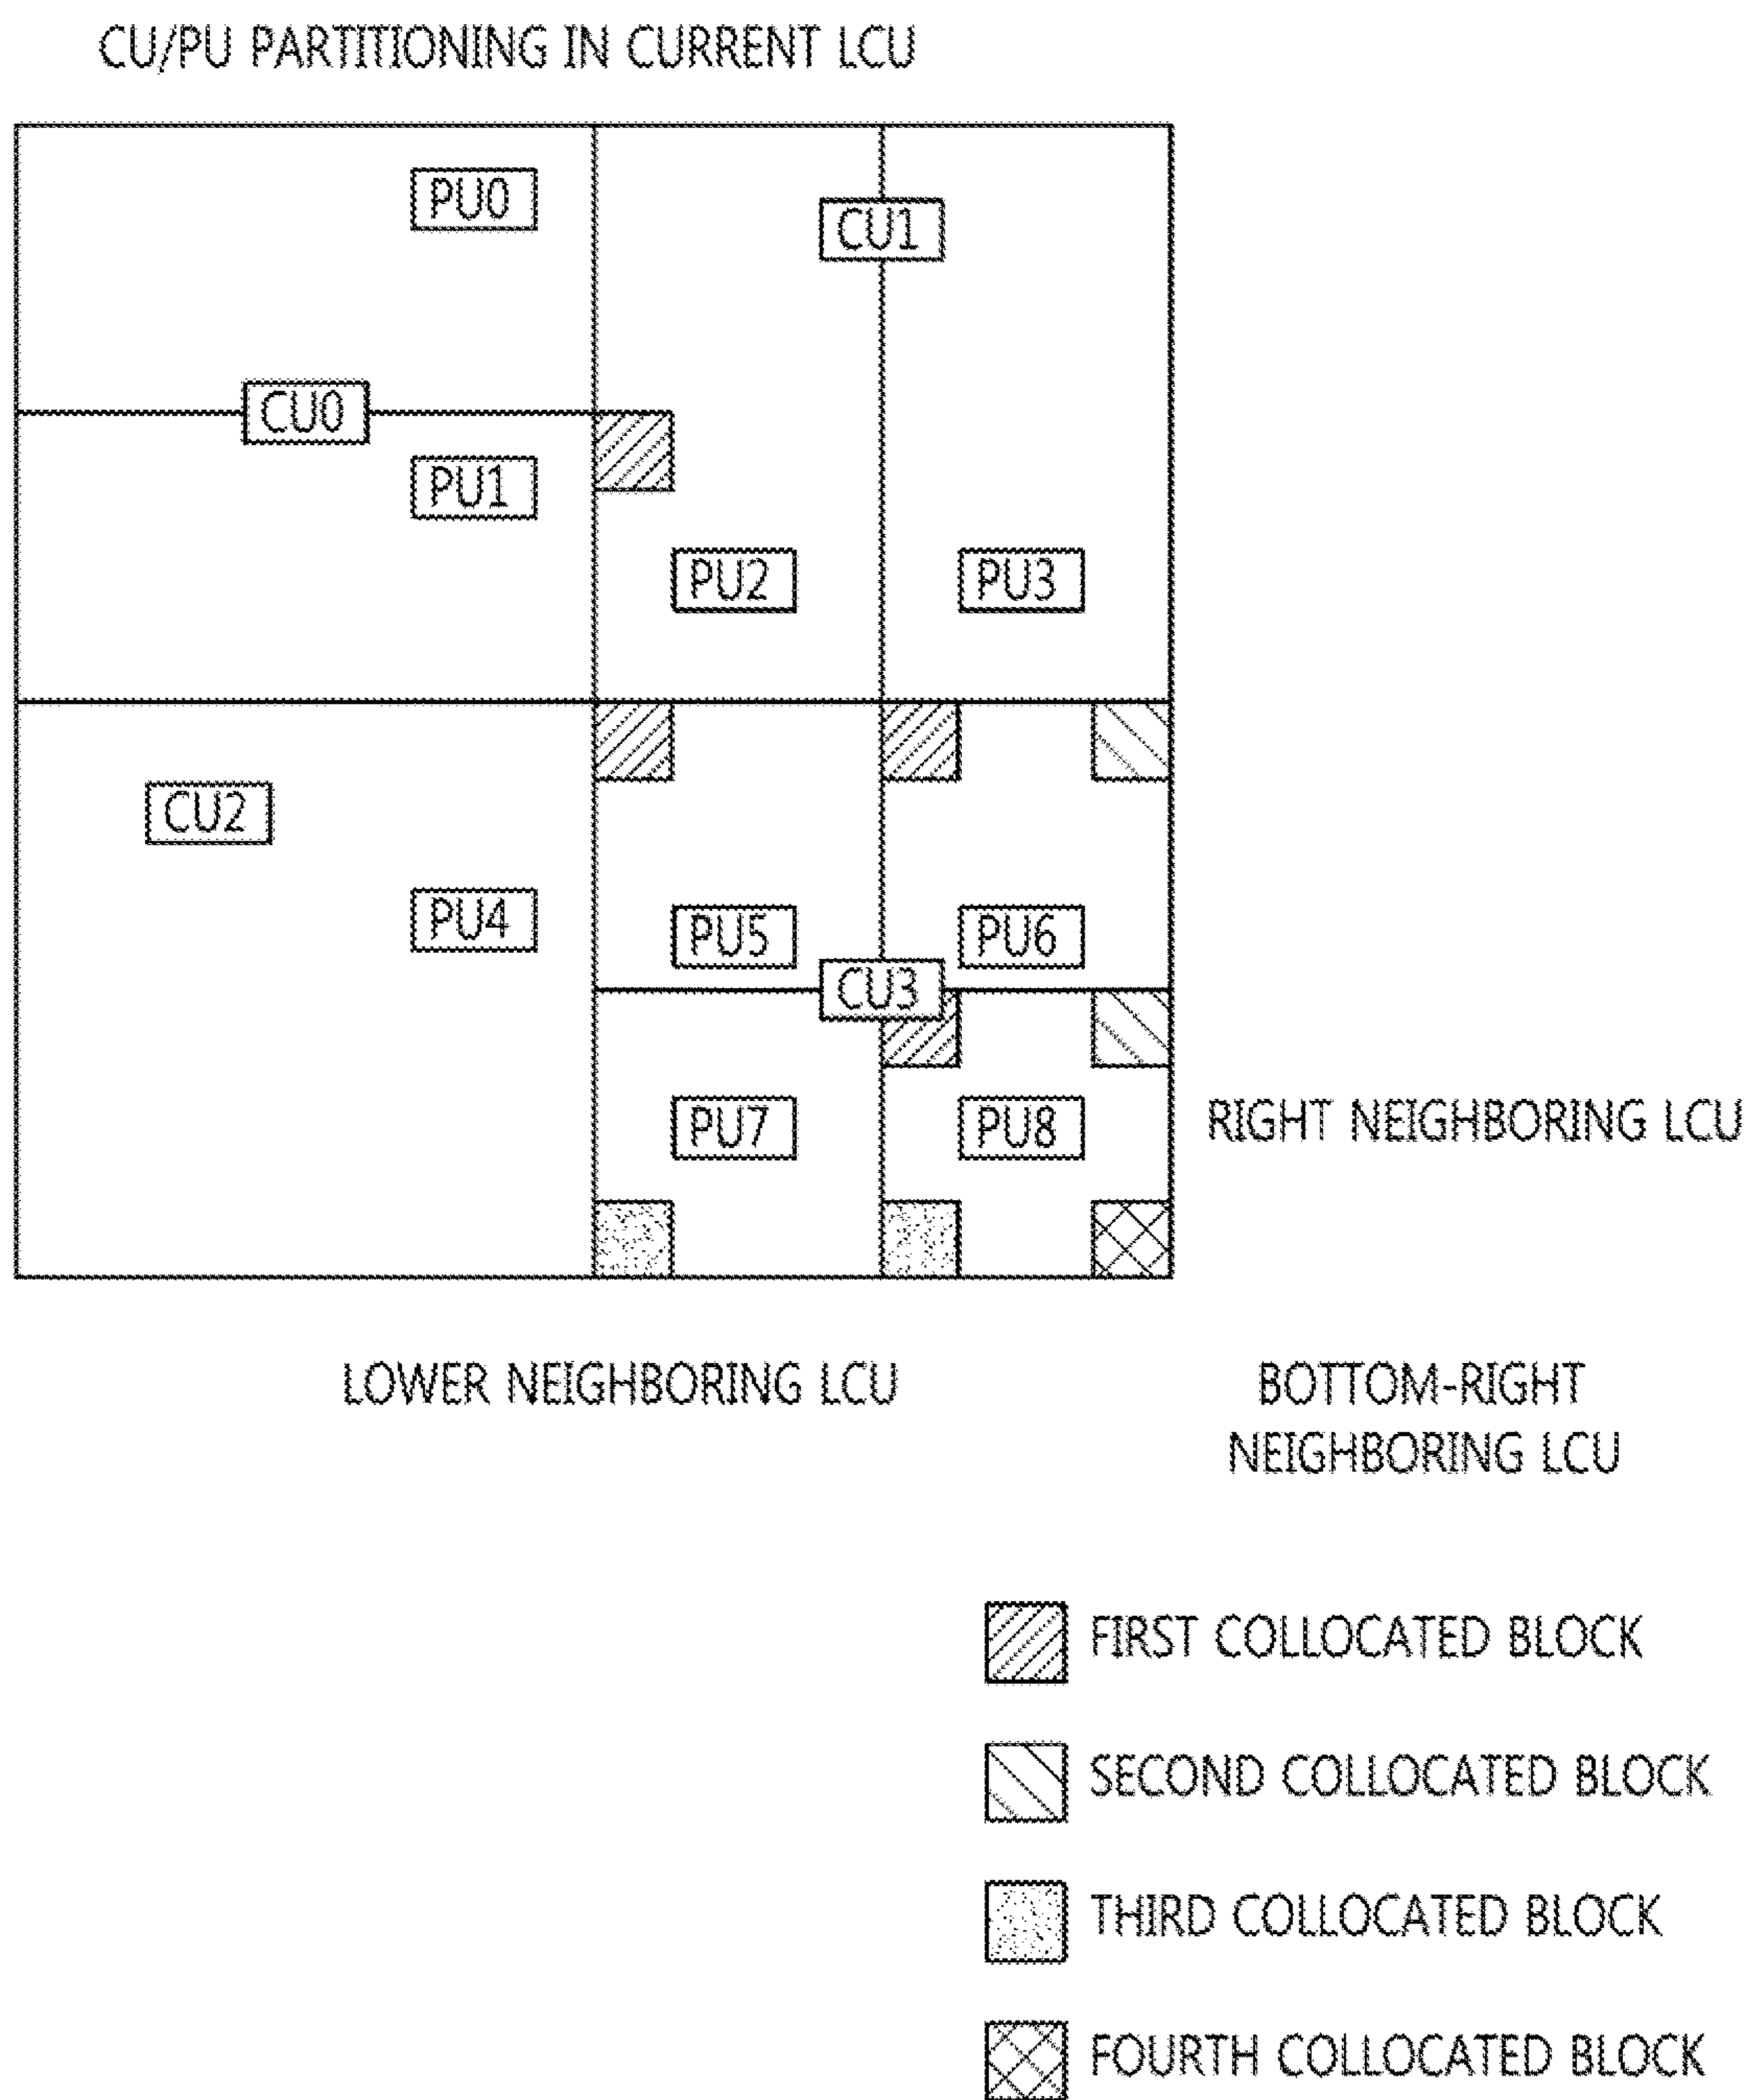 CU/PU PARTITIONING IN CURRENT LCU
PU0
CU1
CU0
PU1
PU2
PU3
CU2
PU4
PU5
PU6
CU3
PU7
PU8
RIGHT NEIGHBORING LCU
LOWER NEIGHBORING LCU
BOTTOM-RIGHT
NEIGHBORING LCU
FIRST COLLOCATED BLOCK
SECOND COLLOCATED BLOCK
THIRD COLLOCATED BLOCK
FOURTH COLLOCATED BLOCK